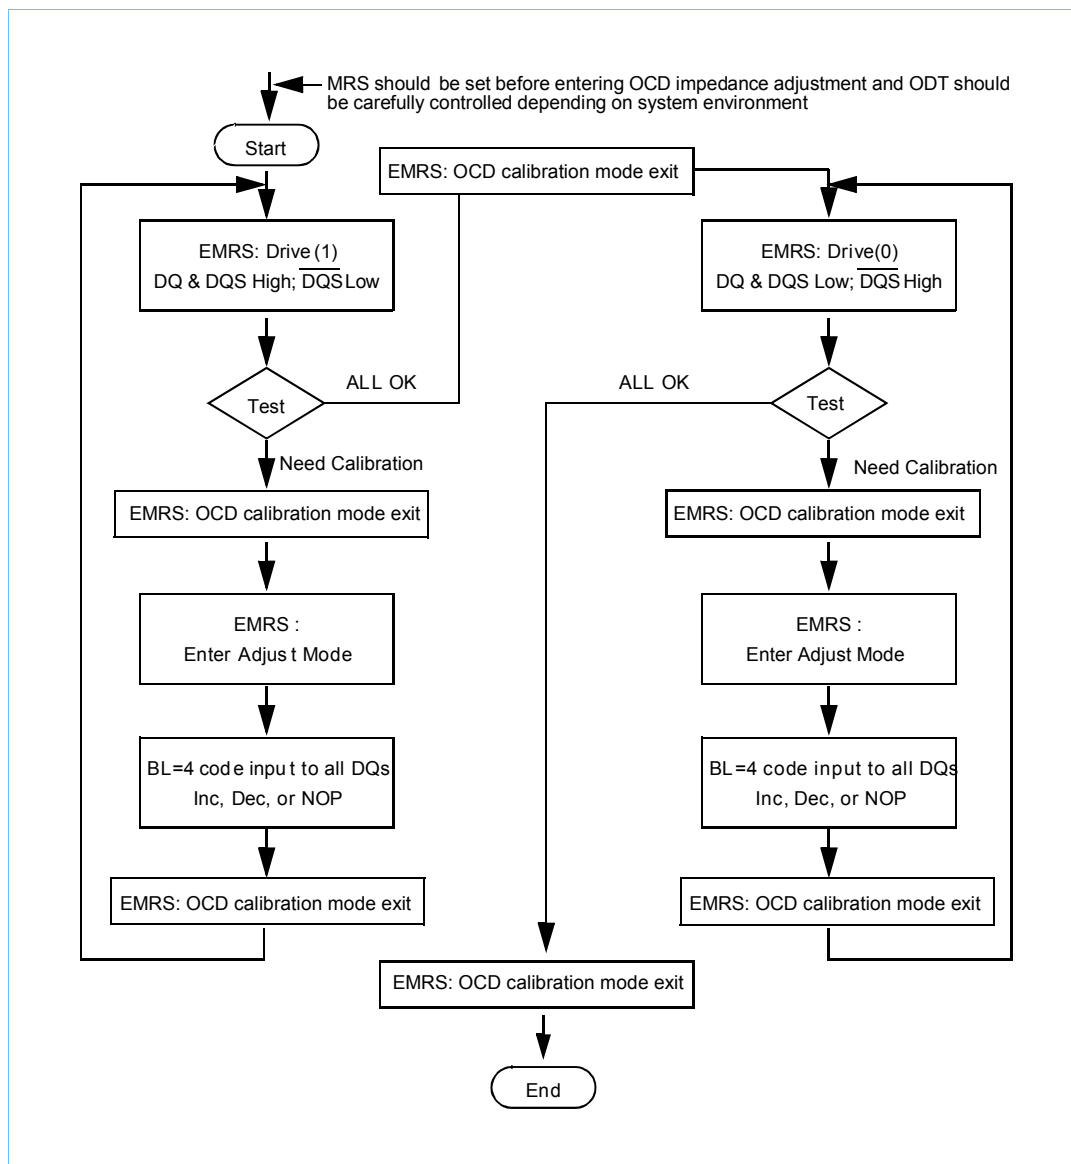 MRS should be set before entering OCD impedance adjustment and ODT should
be carefully controlled depending on system environment
Start
EMRS: OCD calibration mode exit
EMRS: Drive (1)
DQ & DQS High; D̅Q̅S̅ Low
Test
ALL OK
Need Calibration
EMRS: OCD calibration mode exit
EMRS :
Enter Adjust Mode
BL=4 code input to all DQs
Inc, Dec, or NOP
EMRS: OCD calibration mode exit
EMRS: Drive(0)
DQ & DQS Low; D̅Q̅S̅ High
Test
ALL OK
Need Calibration
EMRS: OCD calibration mode exit
EMRS :
Enter Adjust Mode
BL=4 code input to all DQs
Inc, Dec, or NOP
EMRS: OCD calibration mode exit
EMRS: OCD calibration mode exit
End